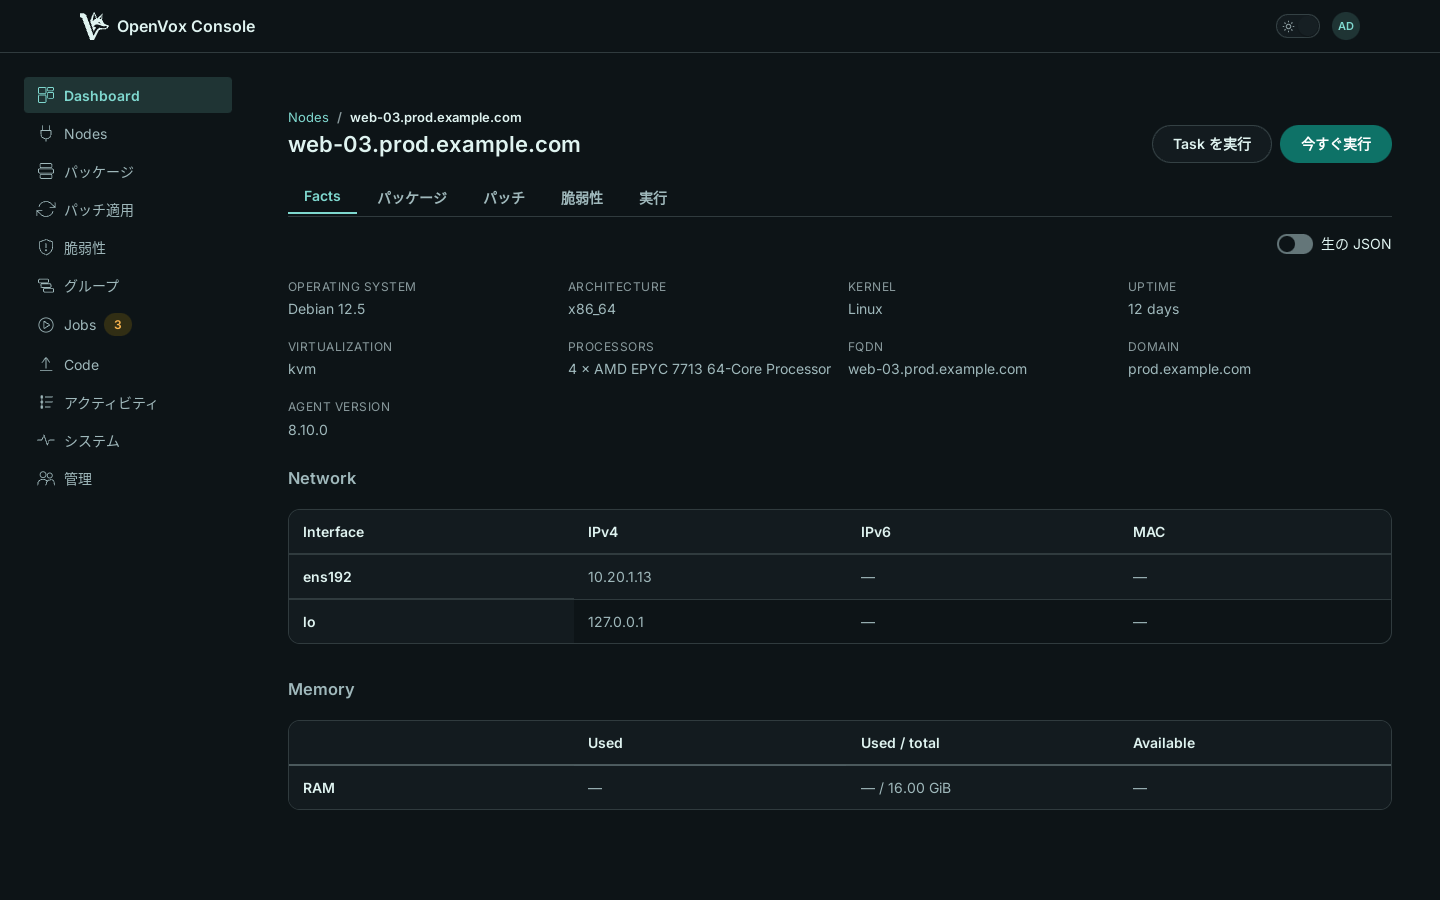 OpenVox Console
AD
Dashboard
Nodes
パッケージ
パッチ適用
脆弱性
グループ
Jobs 3
Code
アクティビティ
システム
管理
Nodes / web-03.prod.example.com
web-03.prod.example.com
Task を実行
今すぐ実行
Facts パッケージ パッチ 脆弱性 実行
生の JSON
OPERATING SYSTEM ARCHITECTURE KERNEL UPTIME
Debian 12.5 x86_64 Linux 12 days
VIRTUALIZATION PROCESSORS FQDN DOMAIN
kvm 4 × AMD EPYC 7713 64-Core Processor web-03.prod.example.com prod.example.com
AGENT VERSION
8.10.0
Network
Interface IPv4 IPv6 MAC
ens192 10.20.1.13 — —
lo 127.0.0.1 — —
Memory
Used Used / total Available
RAM — — / 16.00 GiB —